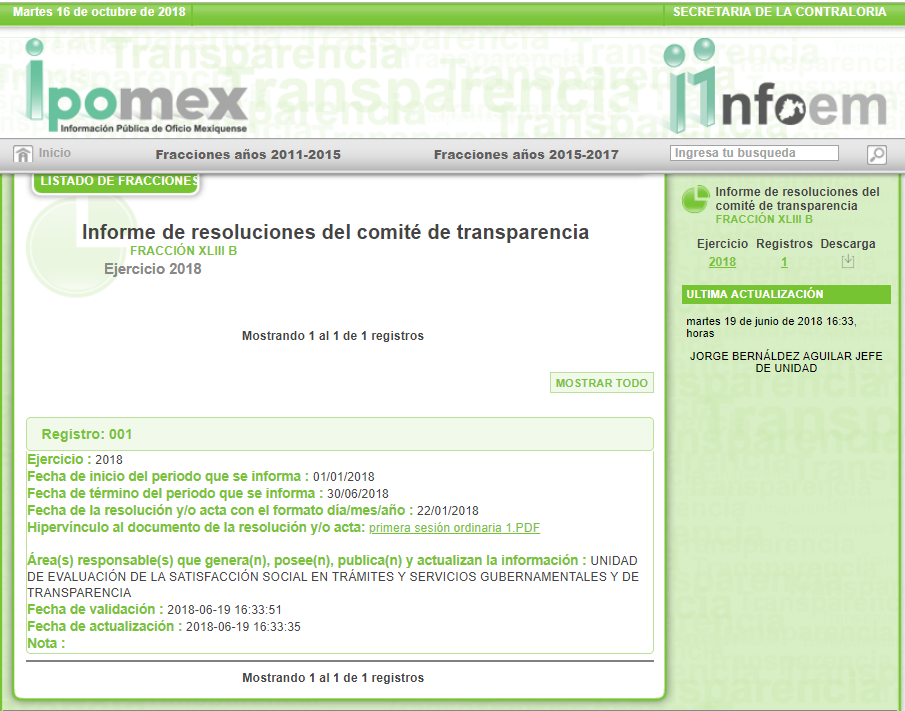 Martes 16 de octubre de 2018
SECRETARIA DE LA CONTRALORIA
Transparencia
Ipomex
Información Pública de Oficio Mexiquense
Infoem
Inicio
Fracciones años 2011-2015
Fracciones años 2015-2017
Ingresa tu busqueda
LISTADO DE FRACCIONES
Informe de resoluciones del comité de transparencia
FRACCIÓN XLIII B
Ejercicio 2018
Mostrando 1 al 1 de 1 registros
MOSTRAR TODO
Registro: 001
Ejercicio : 2018
Fecha de inicio del periodo que se informa : 01/01/2018
Fecha de término del periodo que se informa : 30/06/2018
Fecha de la resolución y/o acta con el formato día/mes/año : 22/01/2018
Hipervínculo al documento de la resolución y/o acta: primera sesión ordinaria 1.PDF
Área(s) responsable(s) que genera(n), posee(n), publica(n) y actualizan la información : UNIDAD
DE EVALUACIÓN DE LA SATISFACCIÓN SOCIAL EN TRÁMITES Y SERVICIOS GUBERNAMENTALES Y DE
TRANSPARENCIA
Fecha de validación : 2018-06-19 16:33:51
Fecha de actualización : 2018-06-19 16:33:35
Nota :
Mostrando 1 al 1 de 1 registros
Informe de resoluciones del
comité de transparencia
FRACCIÓN XLIII B
Ejercicio Registros Descarga
2018 1
ULTIMA ACTUALIZACIÓN
martes 19 de junio de 2018 16:33,
horas
JORGE BERNÁLDEZ AGUILAR JEFE
DE UNIDAD